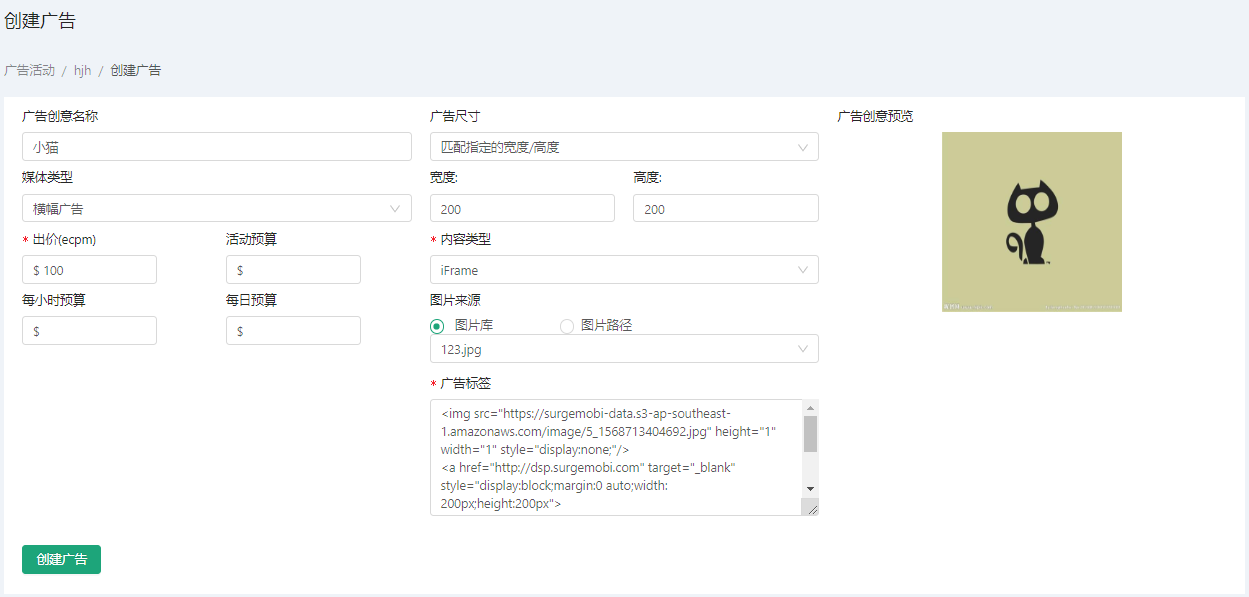 创建广告
广告活动 / hjh / 创建广告
广告创意名称
小猫
媒体类型
横幅广告
* 出价(ecpm)
活动预算
$ 100
$
每小时预算
每日预算
$
$
广告尺寸
匹配指定的宽度/高度
宽度:
高度:
200
200
* 内容类型
iFrame
图片来源
图片库
图片路径
123.jpg
* 广告标签
<img src="https://surgemobi-data.s3-ap-southeast-
1.amazonaws.com/image/5_1568713404692.jpg" height="1"
width="1" style="display:none;"/>
<a href="http://dsp.surgemobi.com" target="_blank"
style="display:block;margin:0 auto;width:
200px;height:200px">
广告创意预览
创建广告